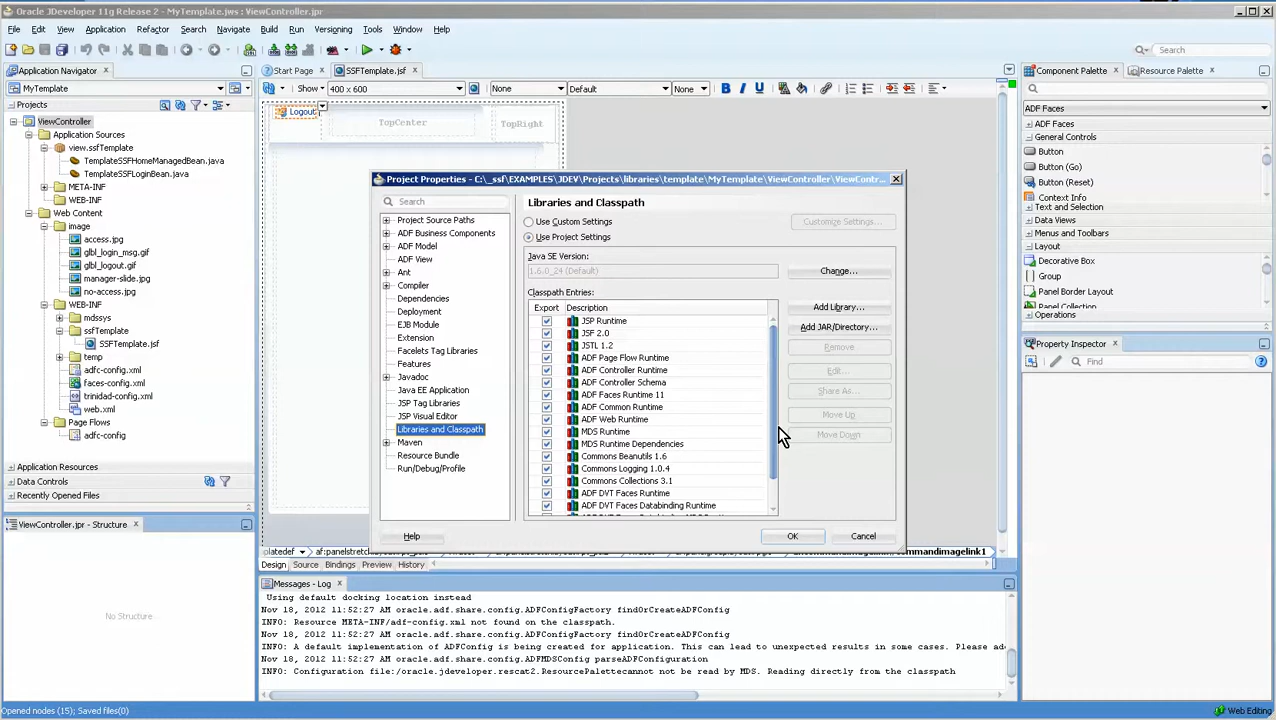 Oracle JDeveloper 11g Release 2 - MyTemplate.jws : ViewController.jpr
File Edit View Application Refactor Search Navigate Build Run Versioning Tools Window Help
Search
Application Navigator
Start Page
SSFTemplate.jsf
Component Palette
Resource Palette
MyTemplate
Show
400 x 600
None
Default
None
Projects
ViewController
Application Sources
view.ssfTemplate
TemplateSSFHomeManagedBean.java
TemplateSSFLoginBean.java
META-INF
WEB-INF
Web Content
image
access.jpg
glbl_login_msg.gif
glbl_logout.gif
manager-slide.jpg
no-access.jpg
WEB-INF
mdssys
ssfTemplate
SSFTemplate.jsf
temp
adfc-config.xml
faces-config.xml
trinidad-config.xml
web.xml
Page Flows
adfc-config
Application Resources
Data Controls
Recently Opened Files
ViewController.jpr - Structure
No Structure
Logout
TopCenter
TopRight
Project Properties - C:\_ssf\EXAMPLES\JDEV\Projects\libraries\template\MyTemplate\ViewController\ViewContr...
Search
Project Source Paths
ADF Business Components
ADF Model
ADF View
Ant
Compiler
Dependencies
Deployment
EJB Module
Extension
Facelets Tag Libraries
Features
Javadoc
Java EE Application
JSP Tag Libraries
JSP Visual Editor
Libraries and Classpath
Maven
Resource Bundle
Run/Debug/Profile
Libraries and Classpath
Use Custom Settings
Customize Settings...
Use Project Settings
Java SE Version:
1.6.0_24 (Default)
Change...
Classpath Entries:
Export Description
JSP Runtime
JSF 2.0
JSTL 1.2
ADF Page Flow Runtime
ADF Controller Runtime
ADF Controller Schema
ADF Faces Runtime 11
ADF Common Runtime
ADF Web Runtime
MDS Runtime
MDS Runtime Dependencies
Commons Beanutils 1.6
Commons Logging 1.0.4
Commons Collections 3.1
ADF DVT Faces Runtime
ADF DVT Faces Databinding Runtime
Add Library...
Add JAR/Directory...
Remove
Edit...
Share As...
Move Up
Move Down
Help
OK
Cancel
ADF Faces
ADF Faces
General Controls
Button
Button (Go)
Button (Reset)
Context Info
Text and Selection
Data Views
Menus and Toolbars
Layout
Decorative Box
Group
Panel Border Layout
Panel Collection
Operations
Property Inspector
Find
commandimagelink1
Design Source Bindings Preview History
Messages - Log
Using default docking location instead
Nov 18, 2012 11:52:27 AM oracle.adf.share.config.ADFConfigFactory findOrCreateADFConfig
INFO: Resource META-INF/adf-config.xml not found on the classpath.
Nov 18, 2012 11:52:27 AM oracle.adf.share.config.ADFConfigFactory findOrCreateADFConfig
INFO: A default implementation of ADFConfig is being created for application. This can lead to unexpected results in some cases. Please ad
Nov 18, 2012 11:52:27 AM oracle.adf.share.config.ADFMDSConfig parseADFConfiguration
INFO: Configuration file:/oracle.jdeveloper.rescat2.ResourcePalettecannot not be read by MDS. Reading directly from the classpath
Opened nodes (15); Saved files(0)
Web Editing